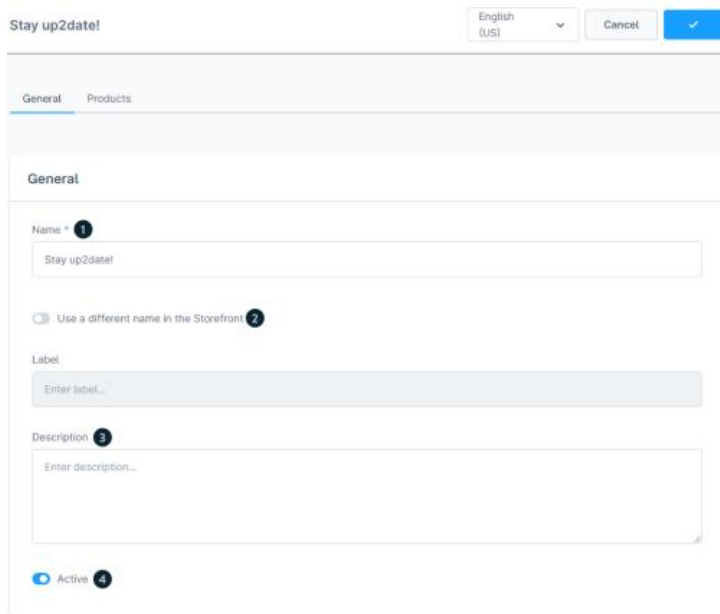 Stay up2date!
English
(US)
Cancel
General Products
General
Name * 1
Stay up2date!
Use a different name in the Storefront 2
Label
Enter label...
Description 3
Enter description...
Active 4